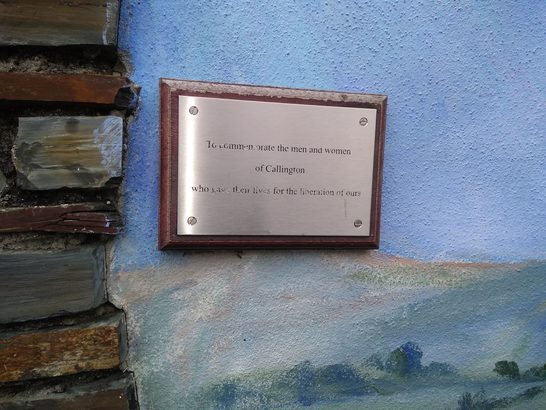 To commemorate the men and women
of Callington
who gave their lives for the liberation of ours